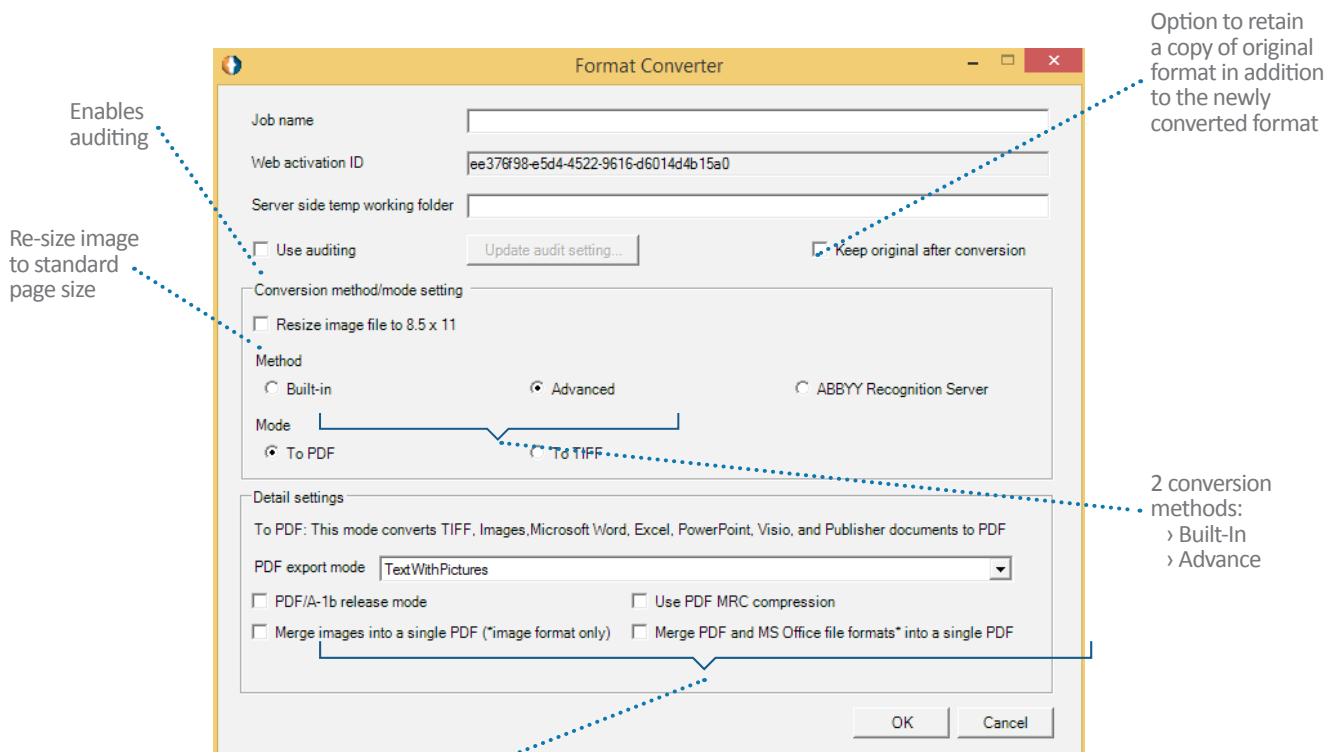 Option to retain
a copy of original
format in addition
to the newly
converted format
Format Converter
Enables
auditing
Job name
Web activation ID
ee376f98-e5d4-4522-9616-d6014d4b15a0
Server side temp working folder
Re-size image
to standard
page size
Use auditing
Update audit setting...
Keep original after conversion
Conversion method/mode setting
Resize image file to 8.5 x 11
Method
Built-in
Advanced
ABBYY Recognition Server
Mode
To PDF
To TIFF
2 conversion
methods:
› Built-In
› Advance
Detail settings
To PDF: This mode converts TIFF, Images,Microsoft Word, Excel, PowerPoint, Visio, and Publisher documents to PDF
PDF export mode
TextWithPictures
PDF/A-1b release mode
Use PDF MRC compression
Merge images into a single PDF (*image format only)
Merge PDF and MS Office file formats* into a single PDF
OK
Cancel